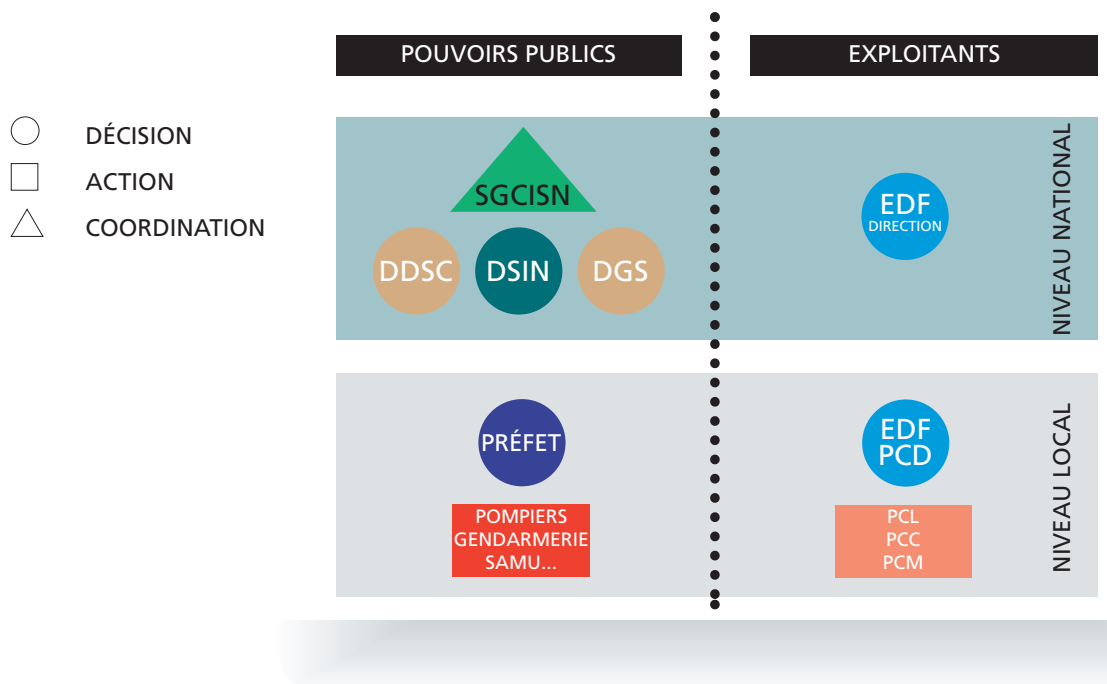 POUVOIRS PUBLICS
EXPLOITANTS
DÉCISION
ACTION
COORDINATION
SGCISN
DDSC
DSIN
DGS
EDF
DIRECTION
NIVEAU NATIONAL
PRÉFET
POMPIERS
GENDARMERIE
SAMU...
EDF
PCD
PCL
PCC
PCM
NIVEAU LOCAL